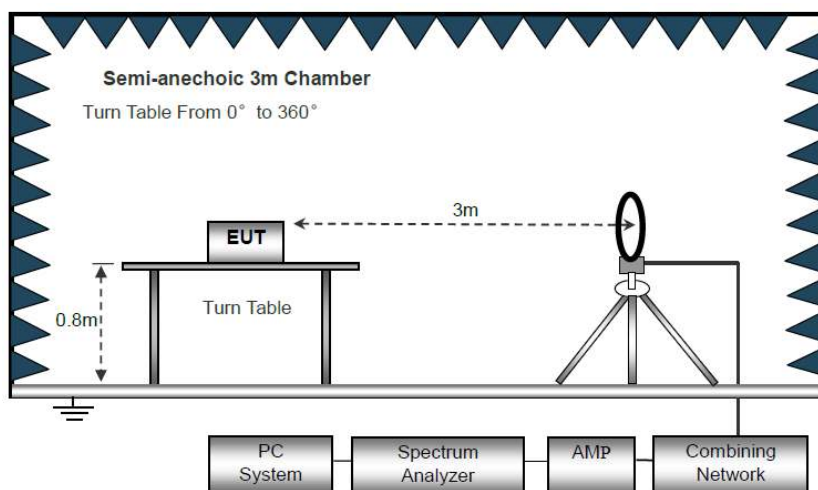 Semi-anechoic 3m Chamber
Turn Table From 0° to 360°
3m
EUT
Turn Table
0.8m
PC
System
Spectrum
Analyzer
AMP
Combining
Network